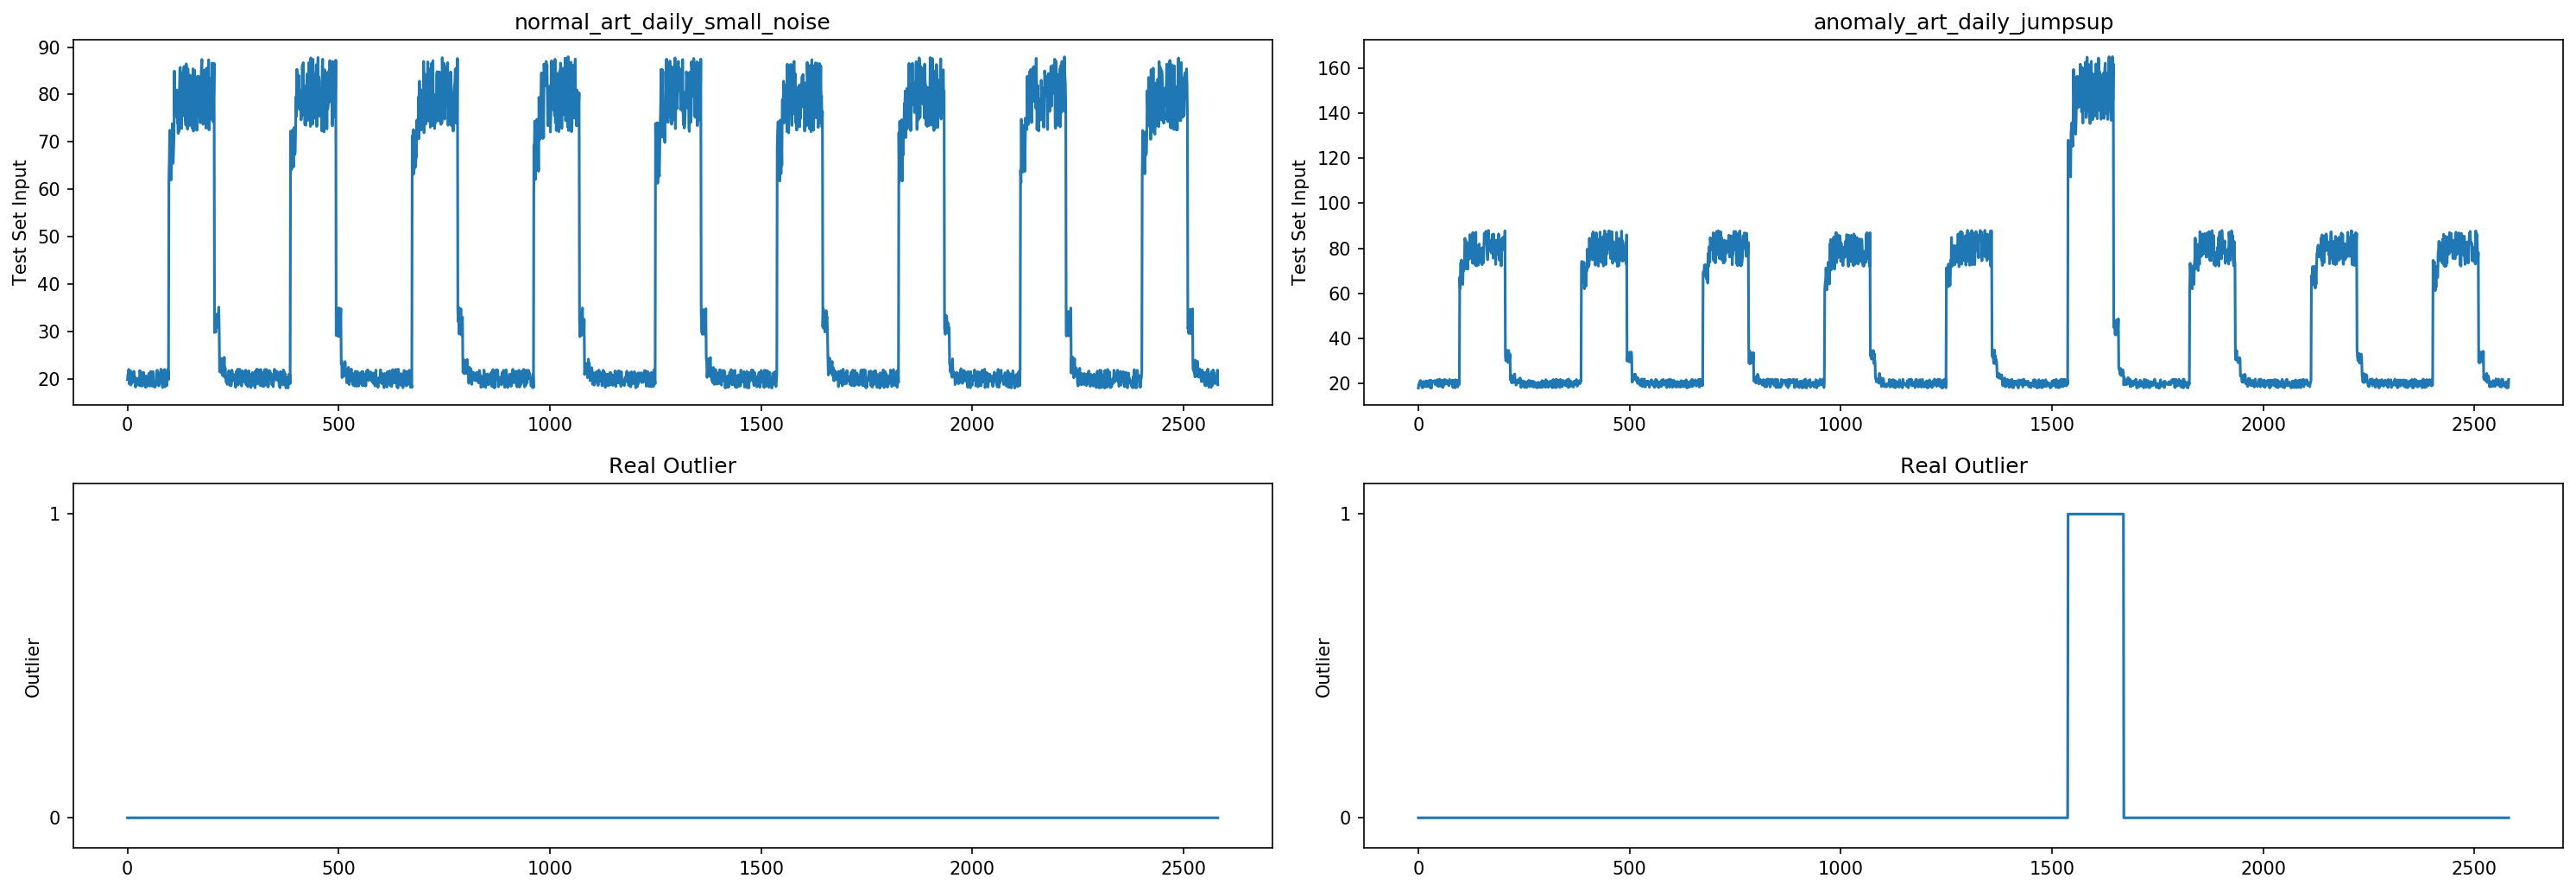 normal_art_daily_small_noise
Test Set Input
90
80
70
60
50
40
30
20
0 500 1000 1500 2000 2500
anomaly_art_daily_jumpsup
Test Set Input
160
140
120
100
80
60
40
20
0 500 1000 1500 2000 2500
Real Outlier
Outlier
1
0
0 500 1000 1500 2000 2500
Real Outlier
Outlier
1
0
0 500 1000 1500 2000 2500